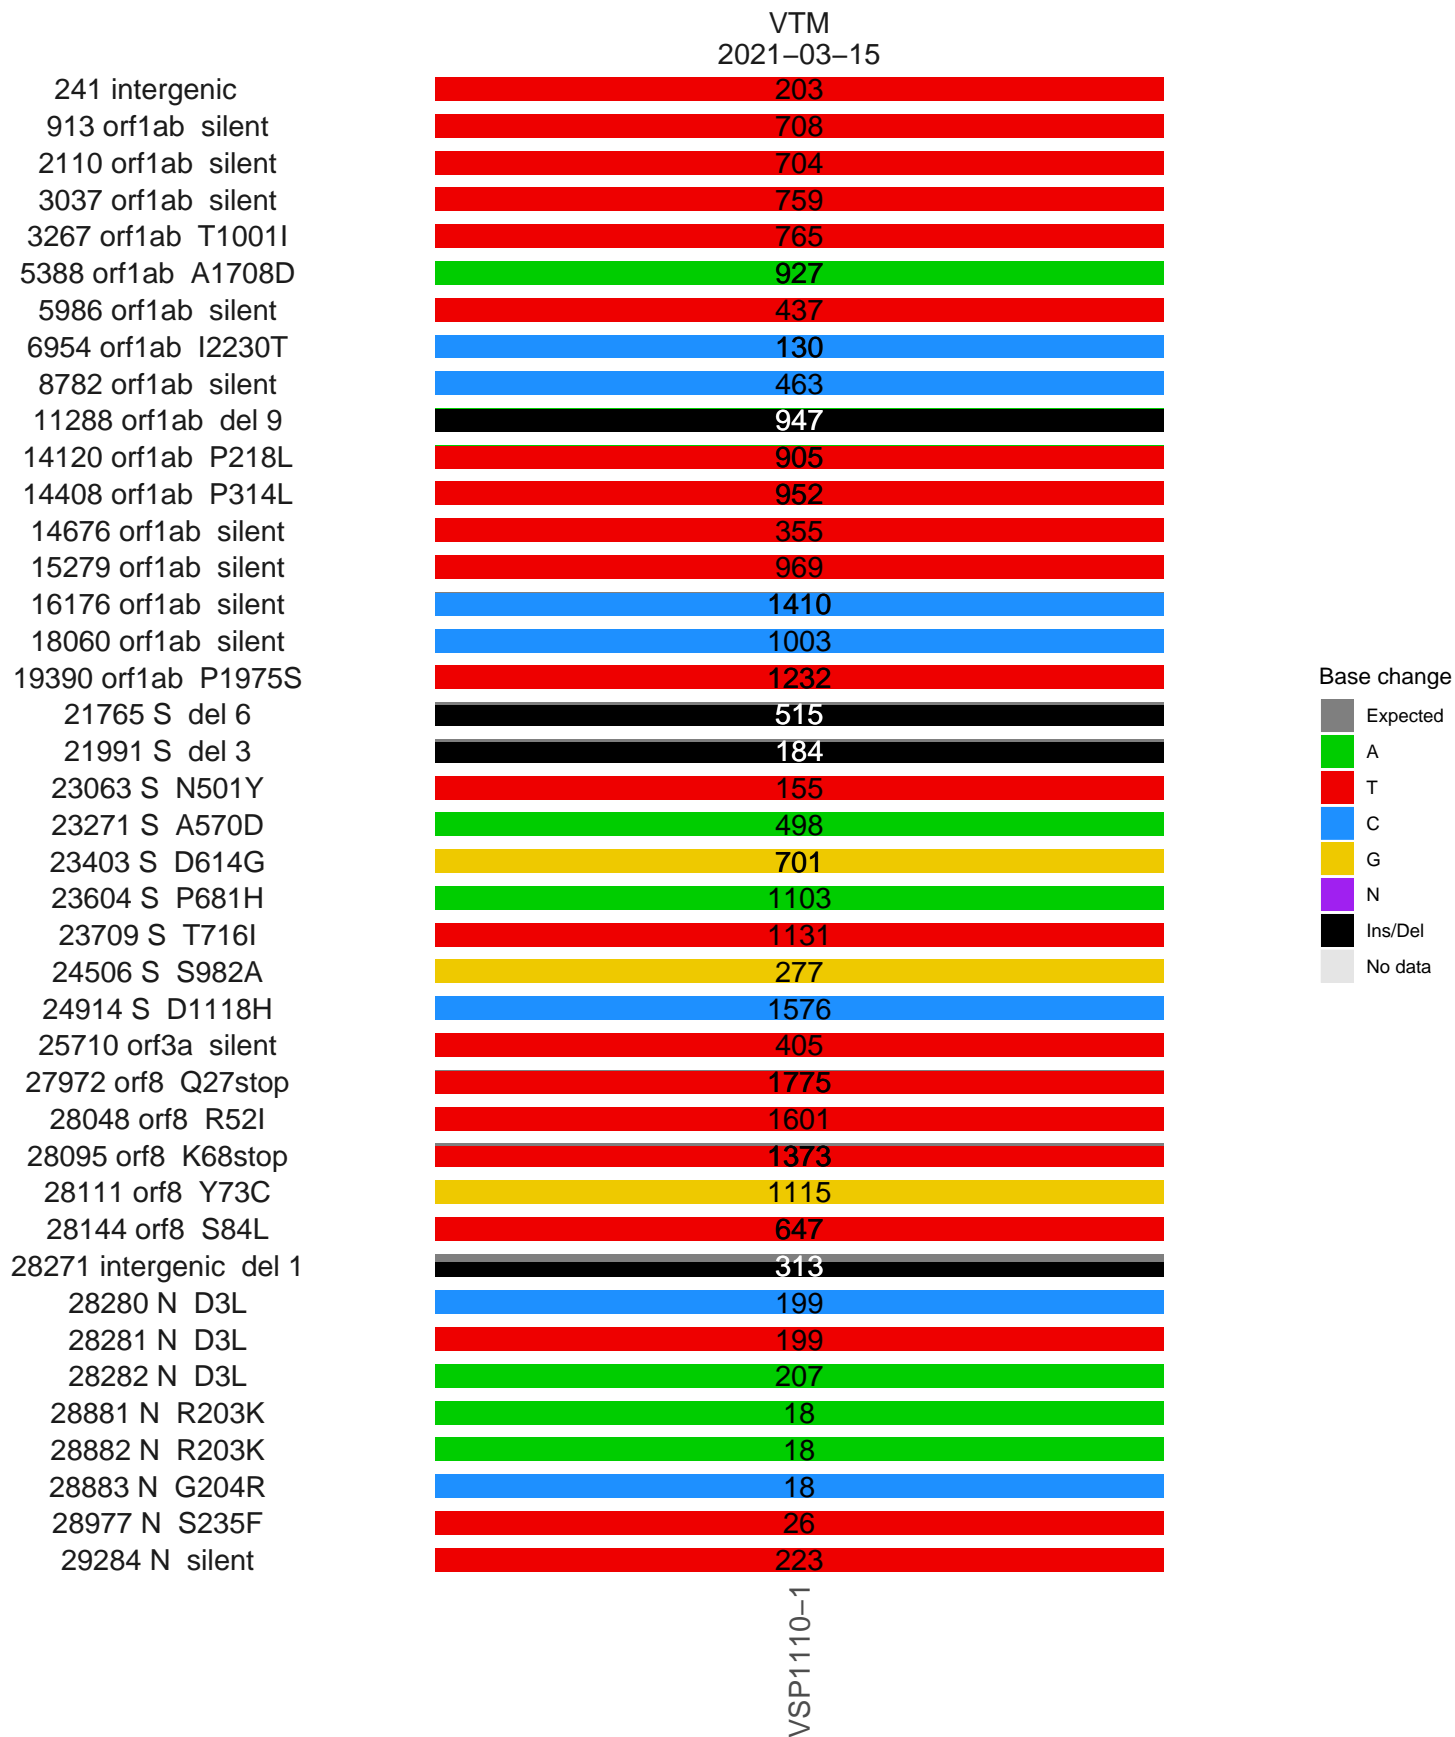 VTM
2021−03−15
241 intergenic 203
913 orf1ab silent 708
2110 orf1ab silent 704
3037 orf1ab silent 759
3267 orf1ab T1001I 765
5388 orf1ab A1708D 927
5986 orf1ab silent 437
6954 orf1ab I2230T 130
8782 orf1ab silent 463
11288 orf1ab del 9 947
14120 orf1ab P218L 905
14408 orf1ab P314L 952
14676 orf1ab silent 355
15279 orf1ab silent 969
16176 orf1ab silent 1410
18060 orf1ab silent 1003
19390 orf1ab P1975S 1232
21765 S del 6 515
21991 S del 3 184
23063 S N501Y 155
23271 S A570D 498
23403 S D614G 701
23604 S P681H 1103
23709 S T716I 1131
24506 S S982A 277
24914 S D1118H 1576
25710 orf3a silent 405
27972 orf8 Q27stop 1775
28048 orf8 R52I 1601
28095 orf8 K68stop 1373
28111 orf8 Y73C 1115
28144 orf8 S84L 647
28271 intergenic del 1 313
28280 N D3L 199
28281 N D3L 199
28282 N D3L 207
28881 N R203K 18
28882 N R203K 18
28883 N G204R 18
28977 N S235F 26
29284 N silent 223
VSP1110−1
Base change
Expected
A
T
C
G
N
Ins/Del
No data